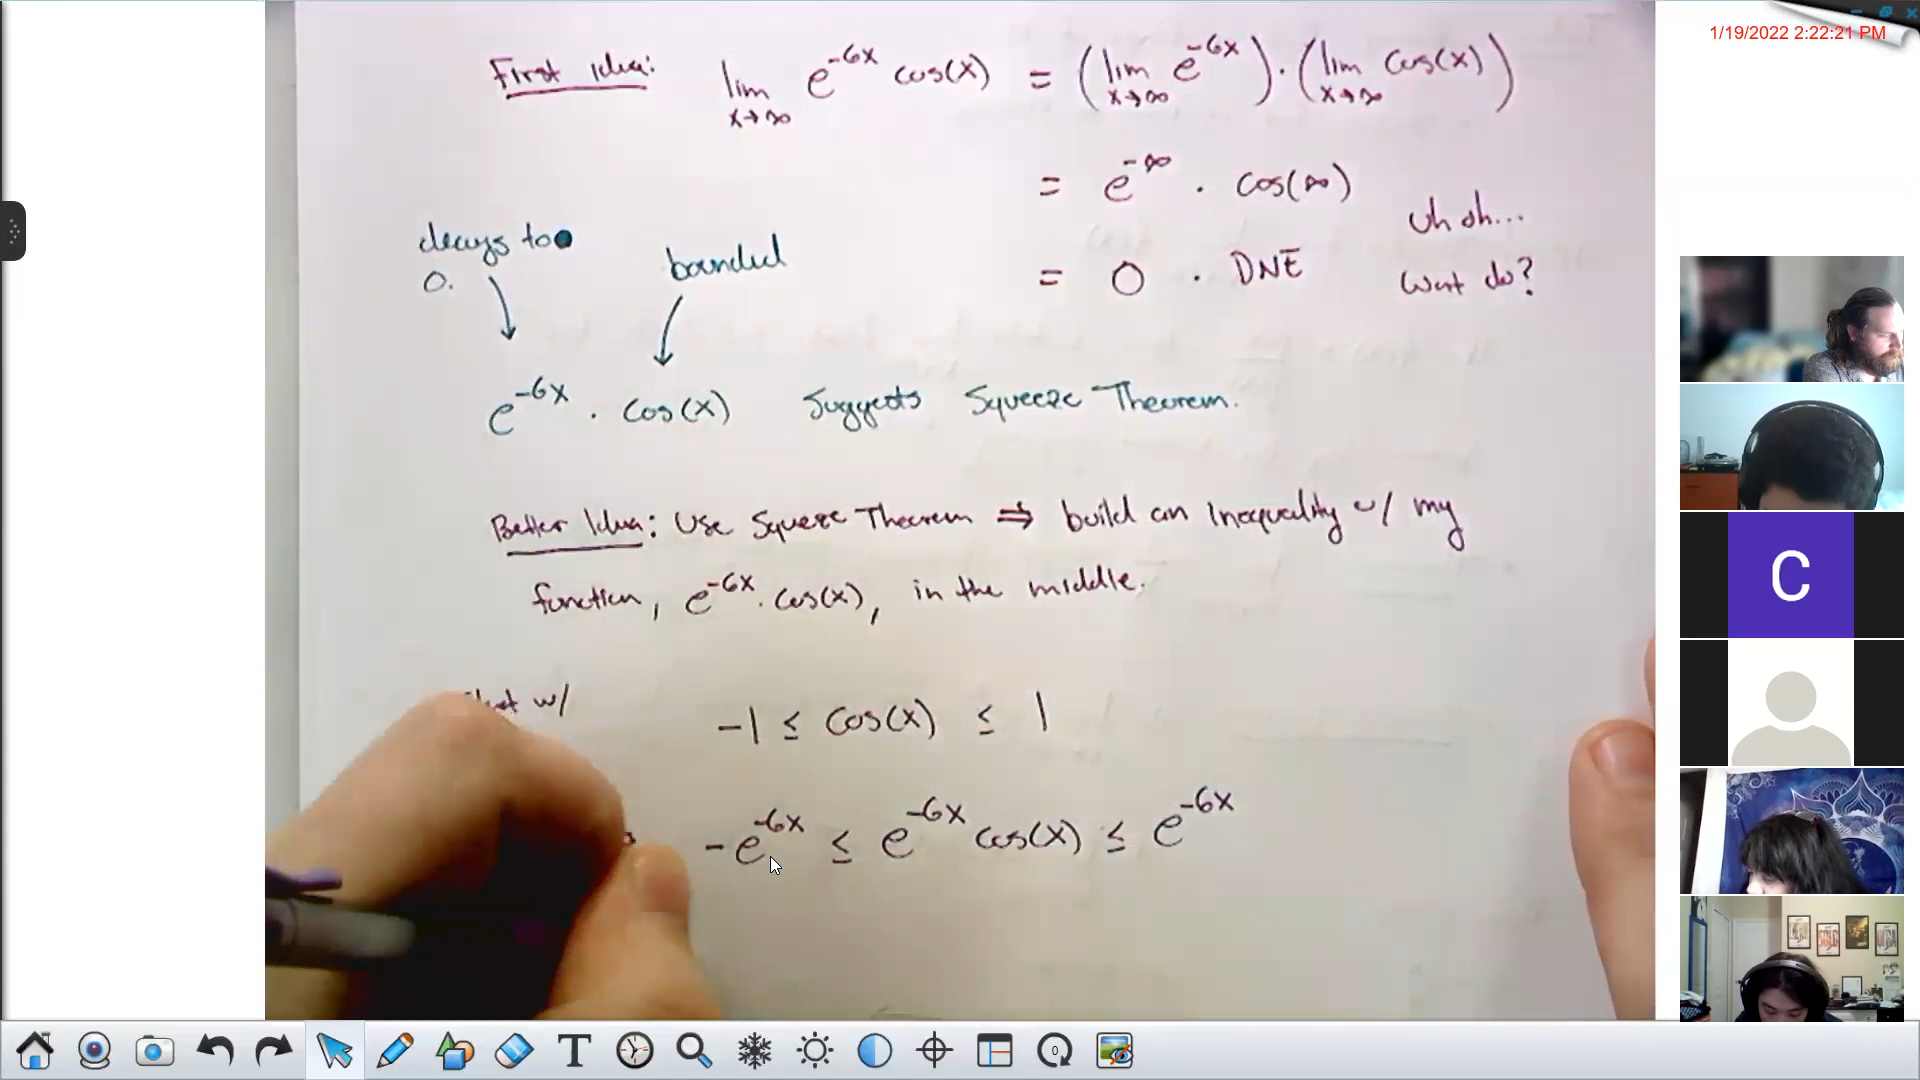 1/19/2022 2:22:21 PM
First Idea: lim x→∞ e^-6x cos(x) = (lim x→∞ e^-6x) · (lim x→∞ cos(x))
= e^-∞ · cos(∞)
uh oh...
= 0 · DNE
Wat do?
decays to
0.
bounded
e^-6x · cos(x) suggests Squeeze Theorem.
Better Idea: Use Squeeze Theorem ⇒ build an inequality w/ my
function, e^-6x · cos(x), in the middle.
w/
-1 ≤ cos(x) ≤ 1
-e^-6x ≤ e^-6x cos(x) ≤ e^-6x
C
T
0